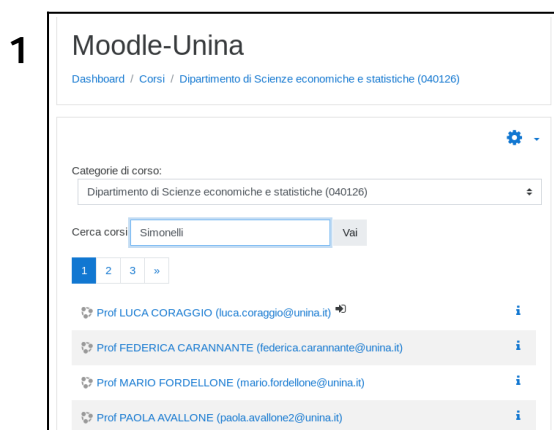 1
Moodle-Unina
Dashboard / Corsi / Dipartimento di Scienze economiche e statistiche (040126)
Categorie di corso:
Dipartimento di Scienze economiche e statistiche (040126)
Cerca corsi Simonelli Vai
1 2 3 »
Prof LUCA CORAGGIO (luca.coraggio@unina.it)
Prof FEDERICA CARANNANTE (federica.carannante@unina.it)
Prof MARIO FORDELLONE (mario.fordellone@unina.it)
Prof PAOLA AVALLONE (paola.avallone2@unina.it)